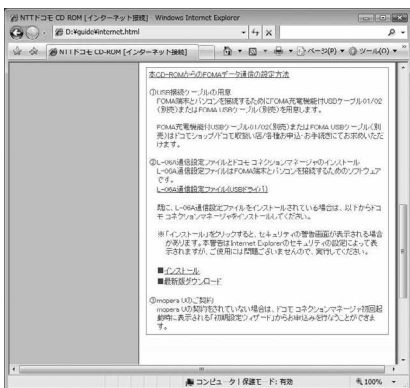 NTTドコモ CD-ROM [インターネット接続] - Windows Internet Explorer
D:¥guide¥internet.html
NTTドコモ CD-ROM [インターネット接続]
ページ(P)
ツール(O)
本CD-ROMからのFOMAデータ通信の設定方法
①USB接続ケーブルの用意
FOMA端末とパソコンを接続するためにFOMA充電機能付USBケーブル01/02
(別売)またはFOMA USBケーブル(別売)を用意します。
FOMA充電機能付USBケーブル01/02(別売)またはFOMA USBケーブル(別
売)はドコモショップ/ドコモ取扱い店/各種お申込・お手続きにてお求めいただ
けます。
②L-06A通信設定ファイルとドコモ コネクションマネージャのインストール
L-06A通信設定ファイルはFOMA端末とパソコンを接続するためのソフトウェア
です。
L-06A通信設定ファイル(USBドライバ)
既に、L-06A通信設定ファイルをインストールされている場合は、以下からドコ
モ コネクションマネージャをインストールしてください。
※「インストール」をクリックすると、セキュリティの警告画面が表示される場合
があります。本警告はInternet Explorerのセキュリティの設定によって表
示されますが、ご使用には問題ございませんので、実行してください。
■インストール
■最新版ダウンロード
③mopera Uのご契約
mopera Uの契約をされていない場合は、ドコモ コネクションマネージャ初回起
動時に表示される「初期設定ウィザード」からお申込みを行なうことができま
す。
コンピュータ | 保護モード: 有効
100%